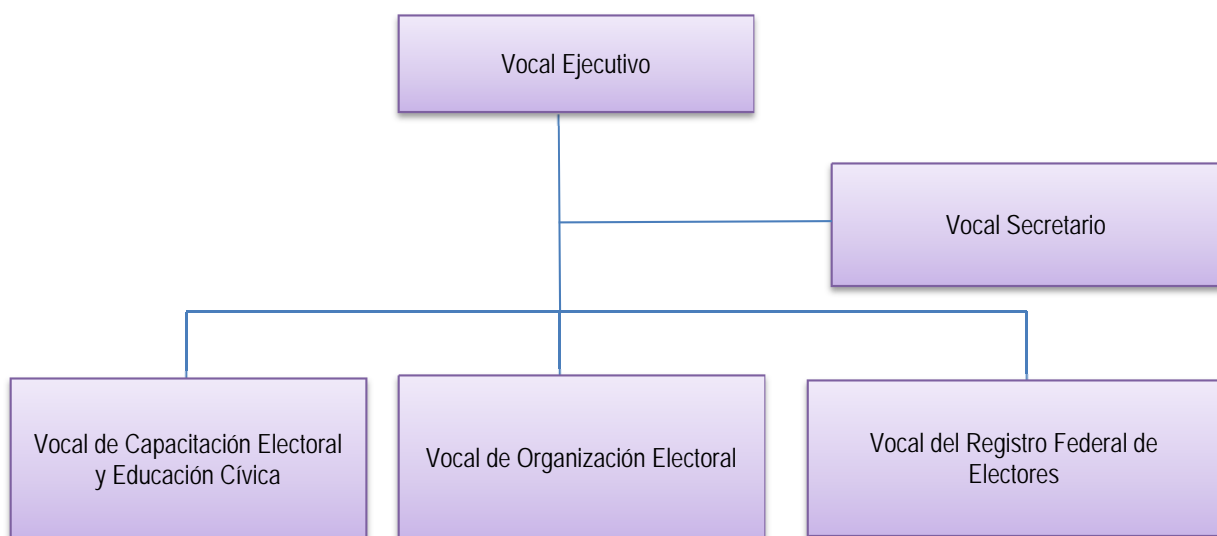 Vocal Ejecutivo
Vocal Secretario
Vocal de Capacitación Electoral
y Educación Cívica
Vocal de Organización Electoral
Vocal del Registro Federal de
Electores